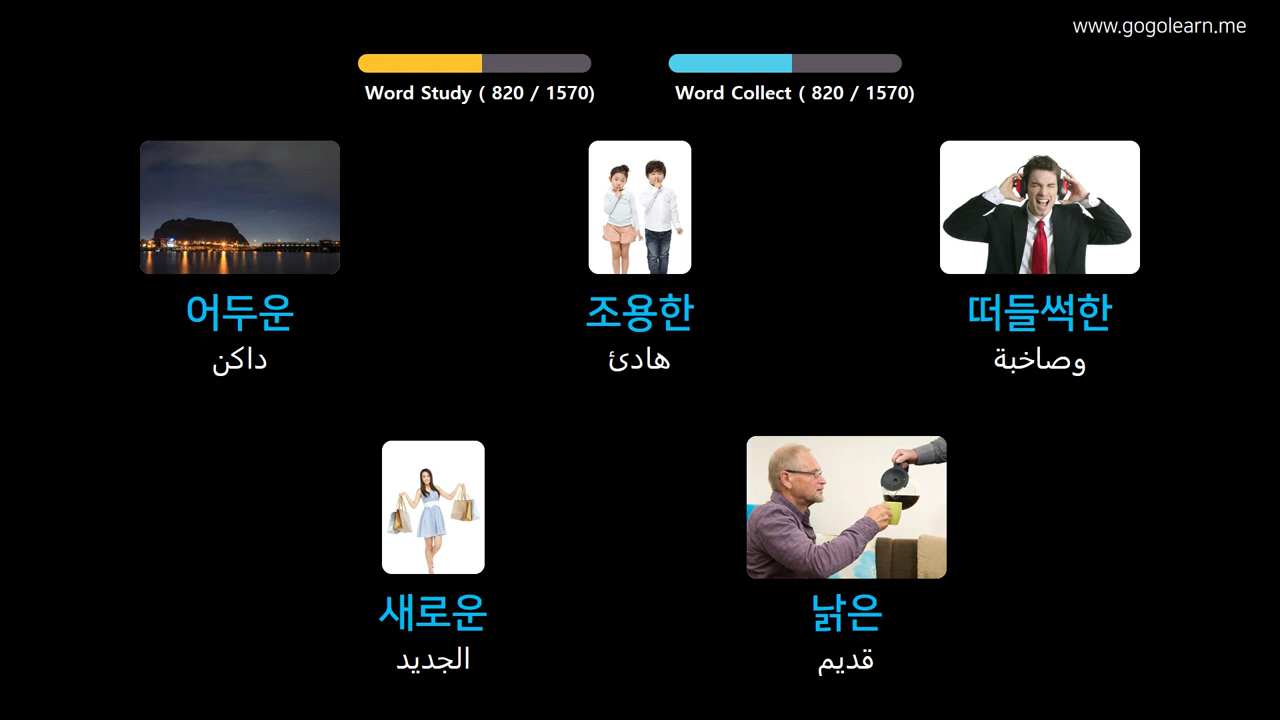 www.gogolearn.me
Word Study ( 820 / 1570)
Word Collect ( 820 / 1570)
어두운
داكن
조용한
هادئ
떠들썩한
وصاخبة
새로운
الجديد
낡은
قديم